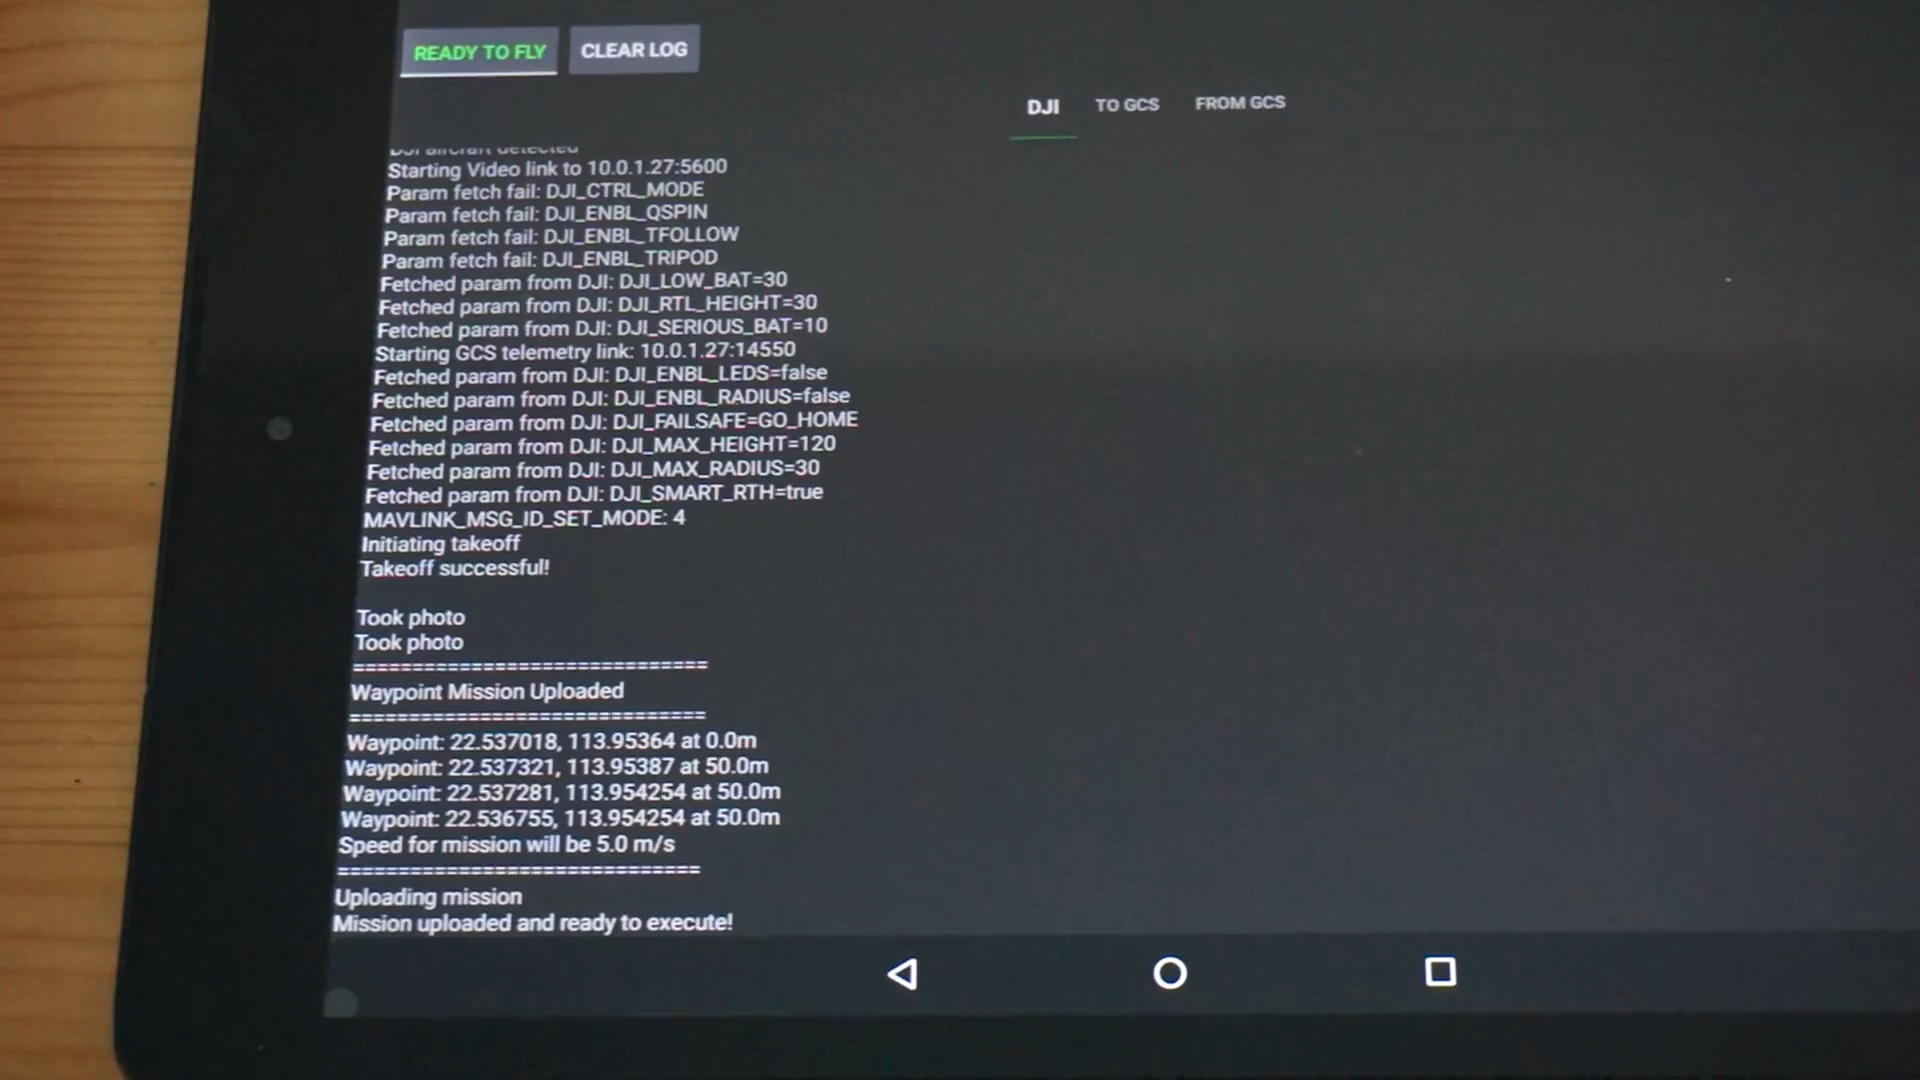 READY TO FLY
CLEAR LOG
DJI
TO GCS
FROM GCS
DJI aircraft detected
Starting Video link to 10.0.1.27:5600
Param fetch fail: DJI_CTRL_MODE
Param fetch fail: DJI_ENBL_QSPIN
Param fetch fail: DJI_ENBL_TFOLLOW
Param fetch fail: DJI_ENBL_TRIPOD
Fetched param from DJI: DJI_LOW_BAT=30
Fetched param from DJI: DJI_RTL_HEIGHT=30
Fetched param from DJI: DJI_SERIOUS_BAT=10
Starting GCS telemetry link: 10.0.1.27:14550
Fetched param from DJI: DJI_ENBL_LEDS=false
Fetched param from DJI: DJI_ENBL_RADIUS=false
Fetched param from DJI: DJI_FAILSAFE=GO_HOME
Fetched param from DJI: DJI_MAX_HEIGHT=120
Fetched param from DJI: DJI_MAX_RADIUS=30
Fetched param from DJI: DJI_SMART_RTH=true
MAVLINK_MSG_ID_SET_MODE: 4
Initiating takeoff
Takeoff successful!
Took photo
Took photo
==============================
Waypoint Mission Uploaded
==============================
Waypoint: 22.537018, 113.95364 at 0.0m
Waypoint: 22.537321, 113.95387 at 50.0m
Waypoint: 22.537281, 113.954254 at 50.0m
Waypoint: 22.536755, 113.954254 at 50.0m
Speed for mission will be 5.0 m/s
==============================
Uploading mission
Mission uploaded and ready to execute!